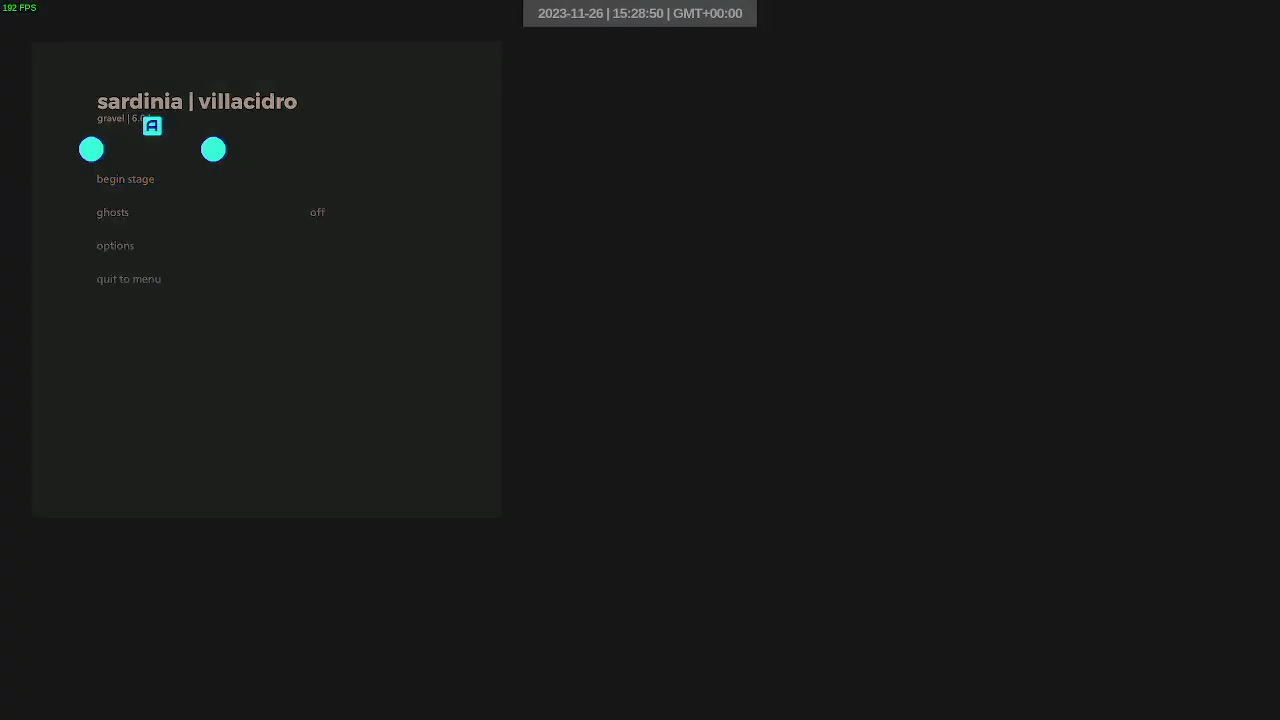 192 FPS
2023-11-26 | 15:28:50 | GMT+00:00
sardinia | villacidro
gravel | 6.
A
begin stage
ghosts off
options
quit to menu